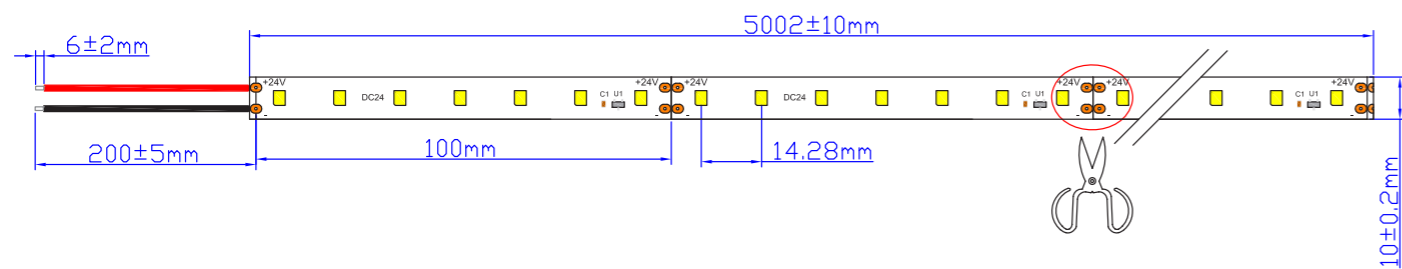 5002±10mm
6±2mm
+24V +24V +24V +24V +24V +24V
DC24 C1 U1 DC24 C1 U1 C1 U1
- - - - - -
200±5mm 100mm 14.28mm
10±0.2mm